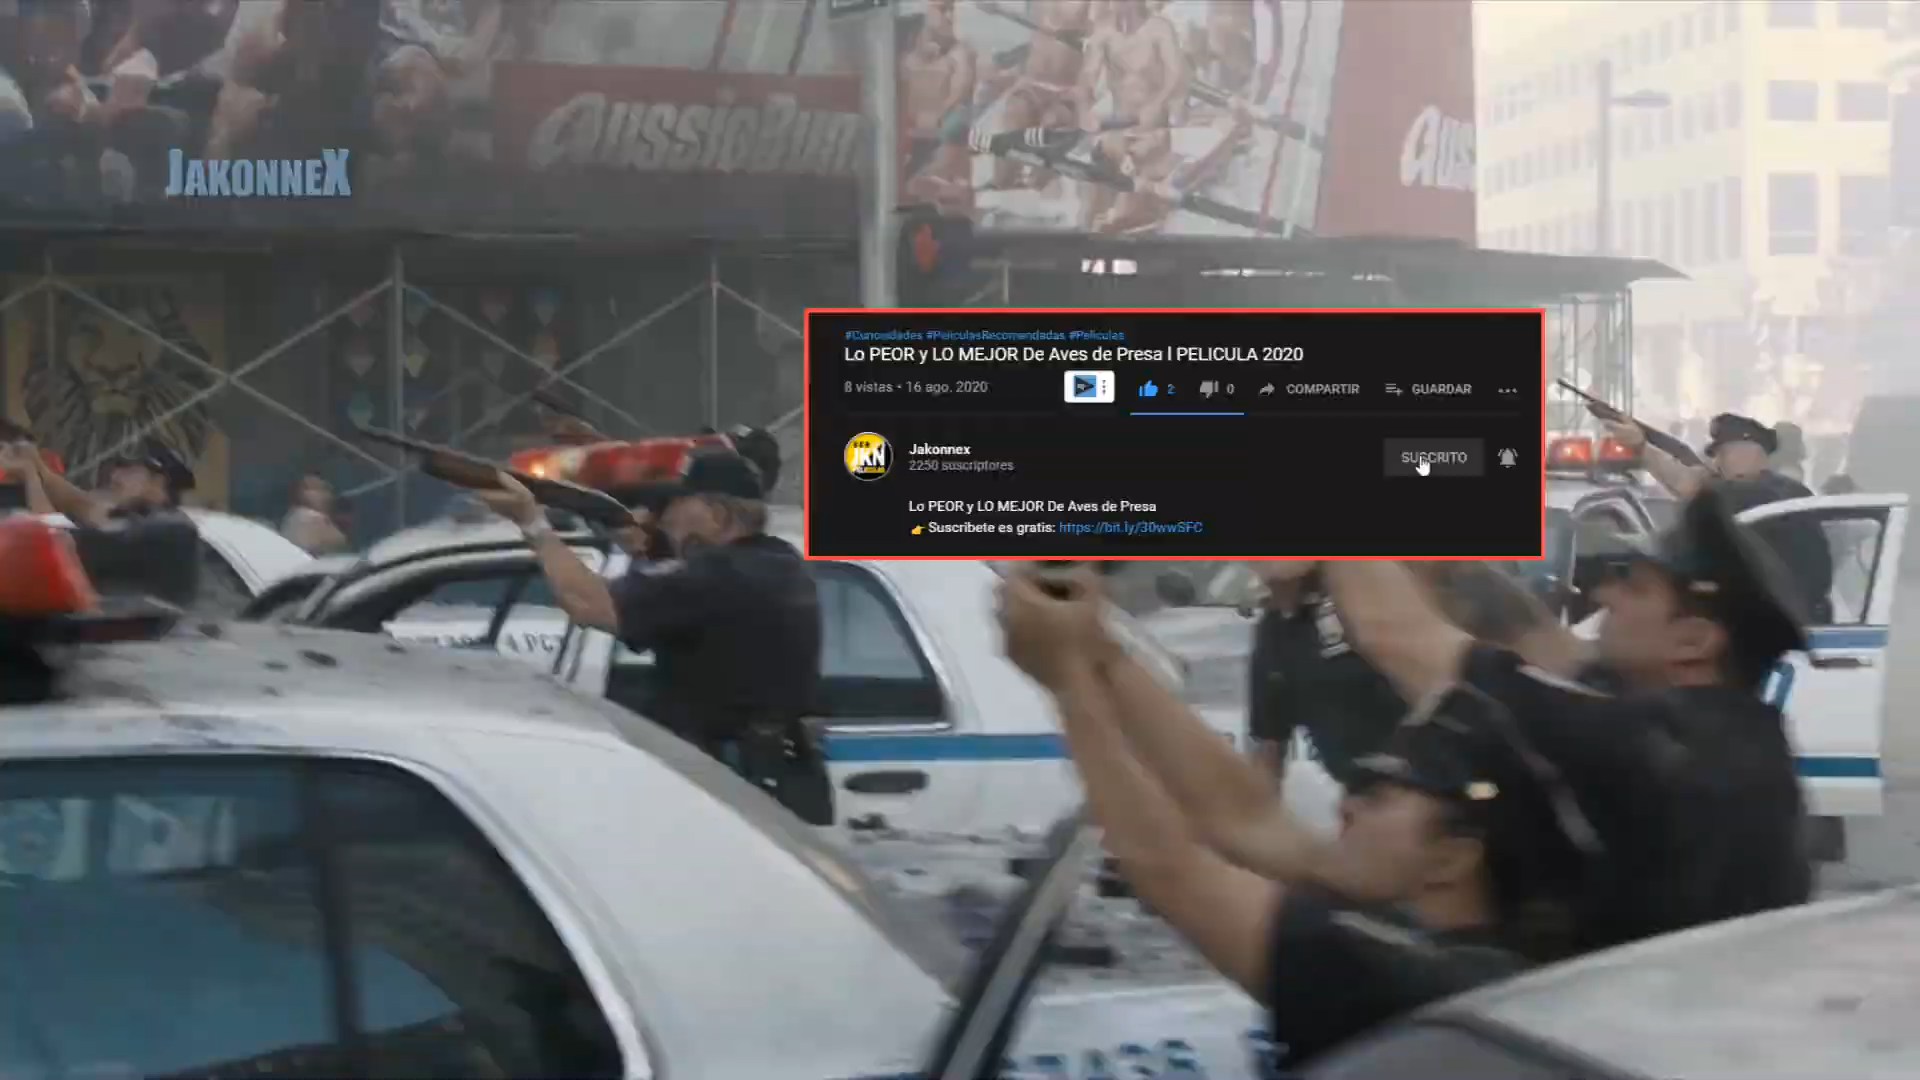 JAKONNEX
aussieBum
#Curiosidades #PeliculasRecomendadas #Peliculas
Lo PEOR y LO MEJOR De Aves de Presa l PELICULA 2020
8 vistas • 16 ago. 2020
2
0
COMPARTIR
GUARDAR
JKN
Jakonnex
2250 suscriptores
SUSCRITO
Lo PEOR y LO MEJOR De Aves de Presa
👉 Suscribete es gratis: https://bit.ly/30wwSFC